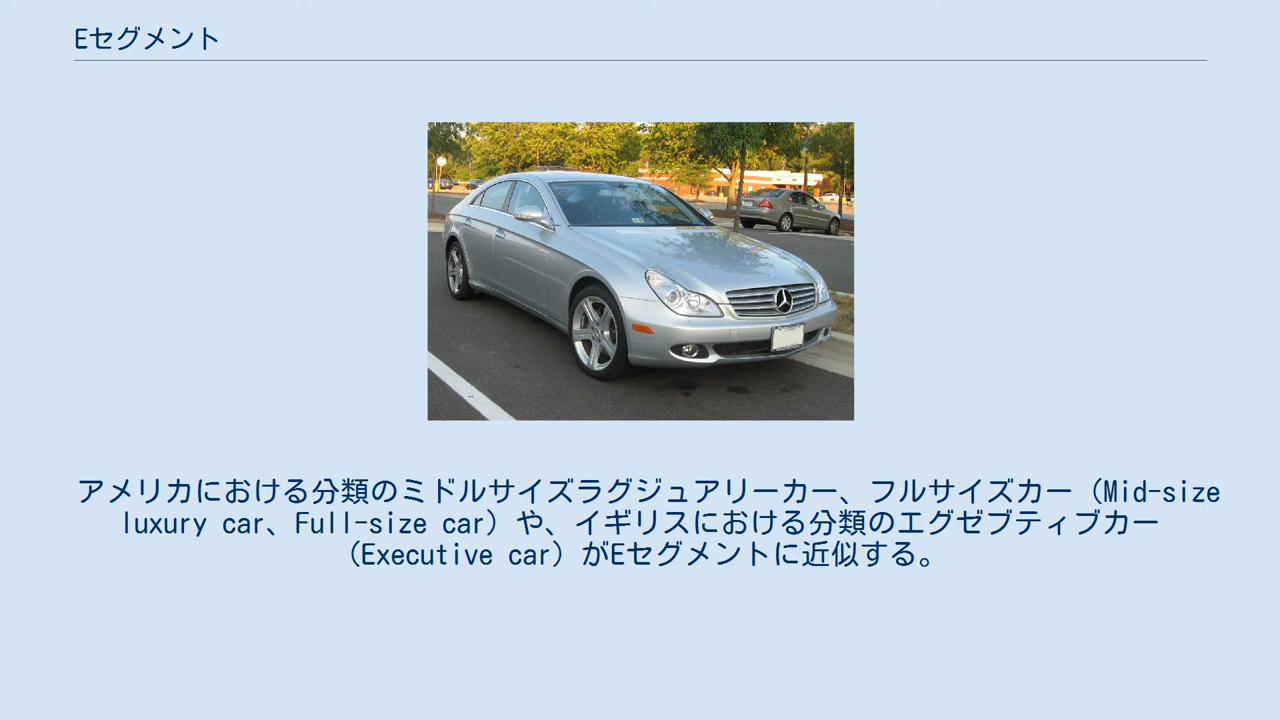 Eセグメント
アメリカにおける分類のミドルサイズラグジュアリーカー、フルサイズカー（Mid-size
luxury car、Full-size car）や、イギリスにおける分類のエグゼブティブカー
（Executive car）がEセグメントに近似する。